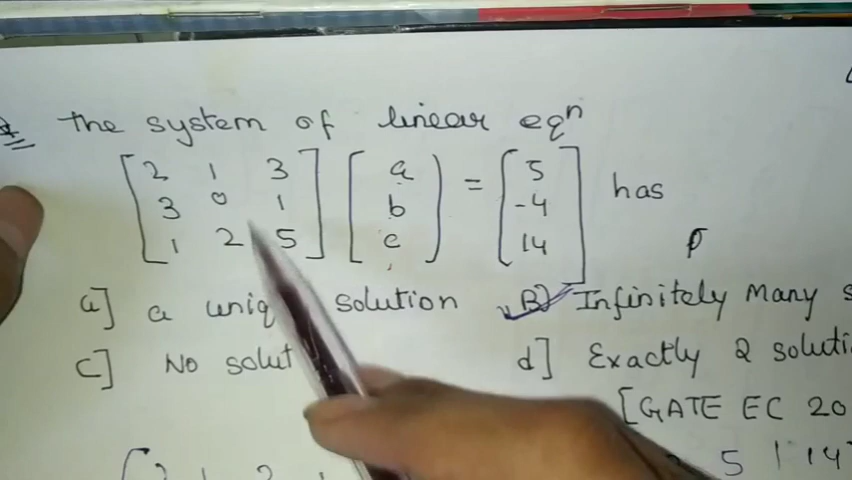 The system of linear eqn
2 1 3 a 5
3 0 1 b = -4 has
1 2 5 c 14
a] a uniq solution B) Infinitely Many
c] No solut d] Exactly 2 soluti
[GATE EC 20
5 | 14